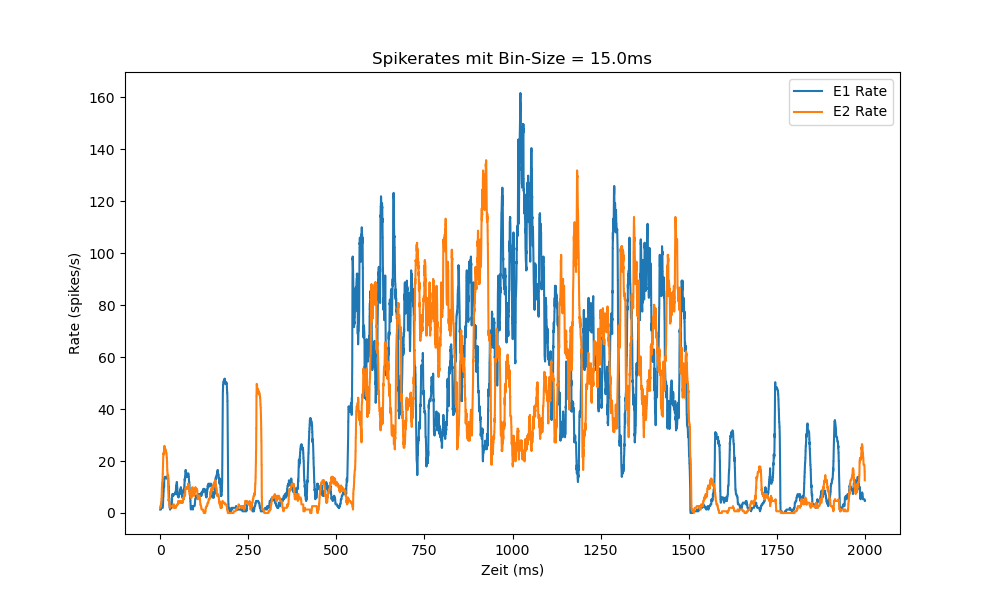 Spikerates mit Bin-Size = 15.0ms
E1 Rate
E2 Rate
160
140
120
100
80
60
40
20
0
Rate (spikes/s)
0 250 500 750 1000 1250 1500 1750 2000
Zeit (ms)